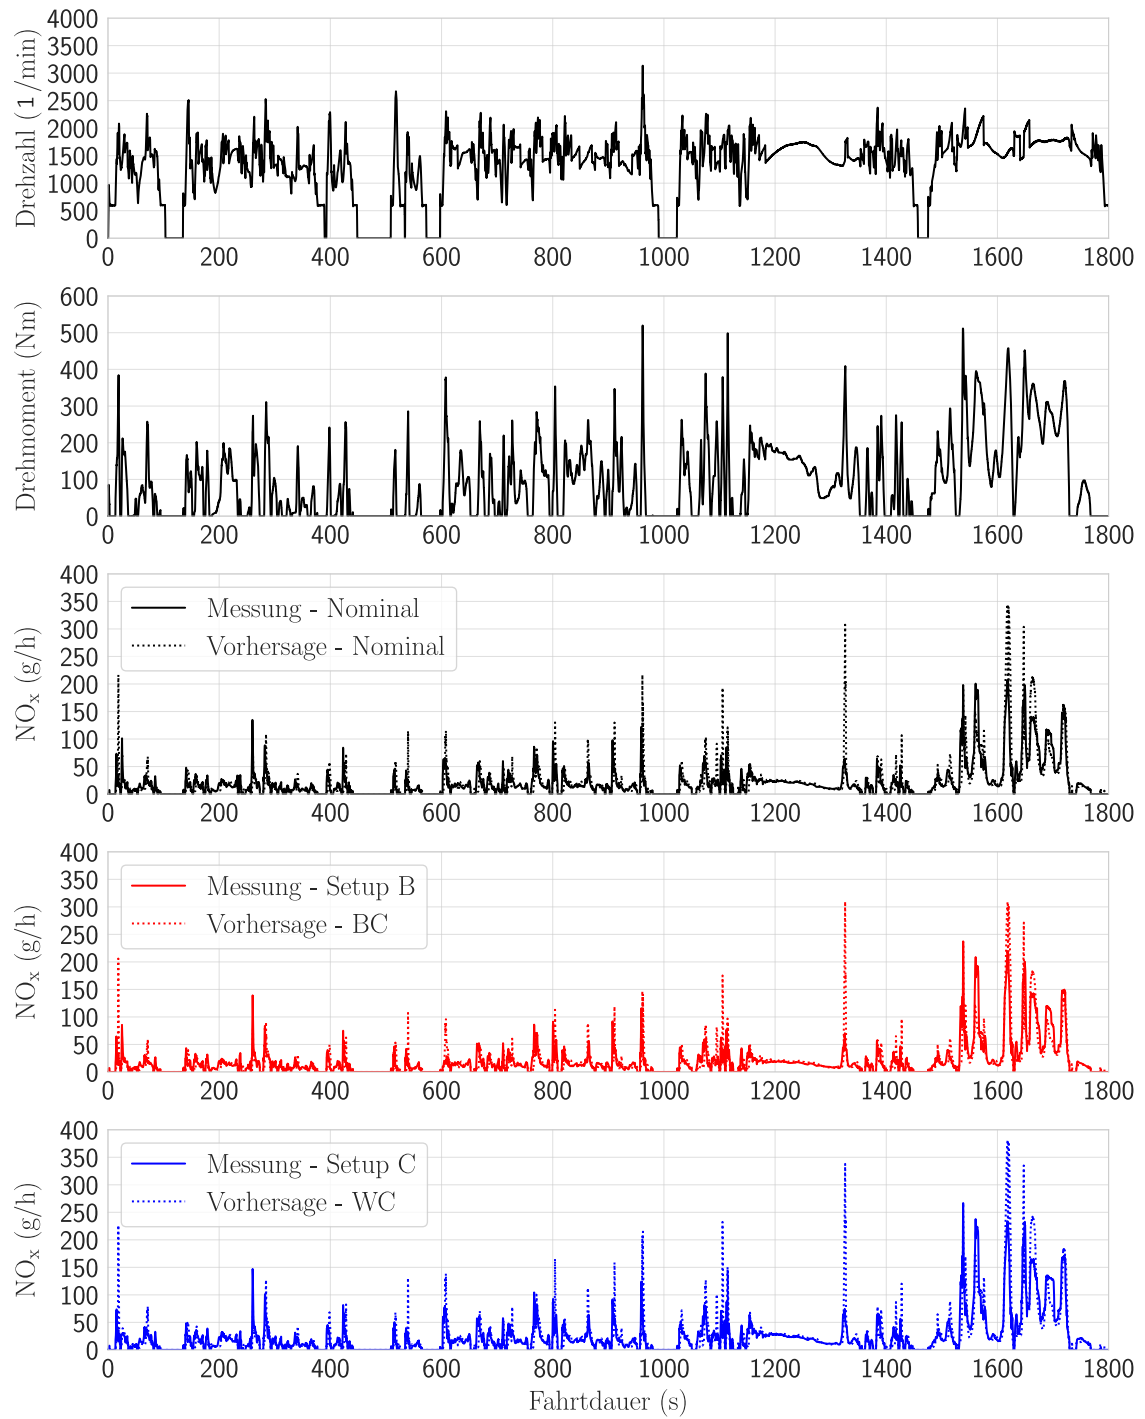 4000
3500
3000
2500
2000
1500
1000
500
0
Drehzahl (1/min)
0 200 400 600 800 1000 1200 1400 1600 1800
600
500
400
300
200
100
0
Drehmoment (Nm)
0 200 400 600 800 1000 1200 1400 1600 1800
400
350
300
250
200
150
100
50
0
NOx (g/h)
Messung - Nominal
Vorhersage - Nominal
0 200 400 600 800 1000 1200 1400 1600 1800
400
350
300
250
200
150
100
50
0
NOx (g/h)
Messung - Setup B
Vorhersage - BC
0 200 400 600 800 1000 1200 1400 1600 1800
400
350
300
250
200
150
100
50
0
NOx (g/h)
Messung - Setup C
Vorhersage - WC
0 200 400 600 800 1000 1200 1400 1600 1800
Fahrtdauer (s)